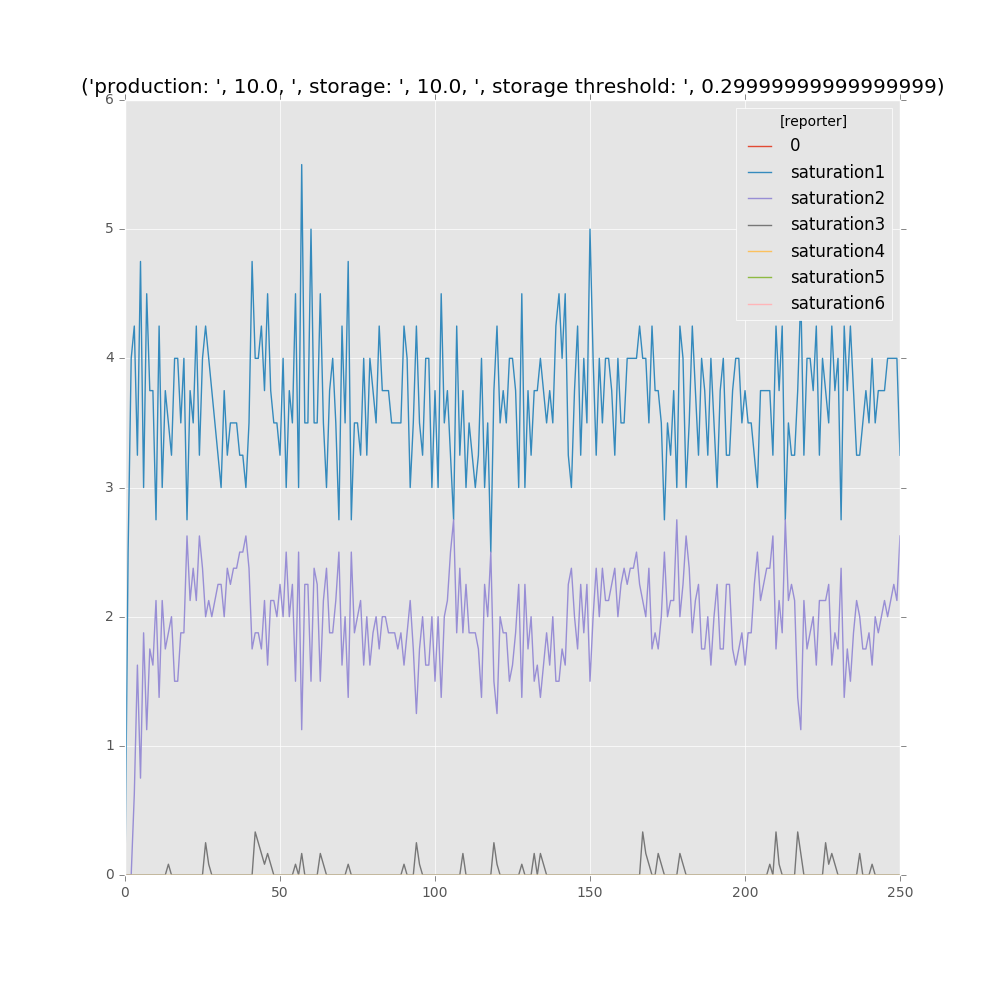 ('production: ', 10.0, ', storage: ', 10.0, ', storage threshold: ', 0.29999999999999999)
6
5
4
3
2
1
0
0 50 100 150 200 250
[reporter]
0
saturation1
saturation2
saturation3
saturation4
saturation5
saturation6